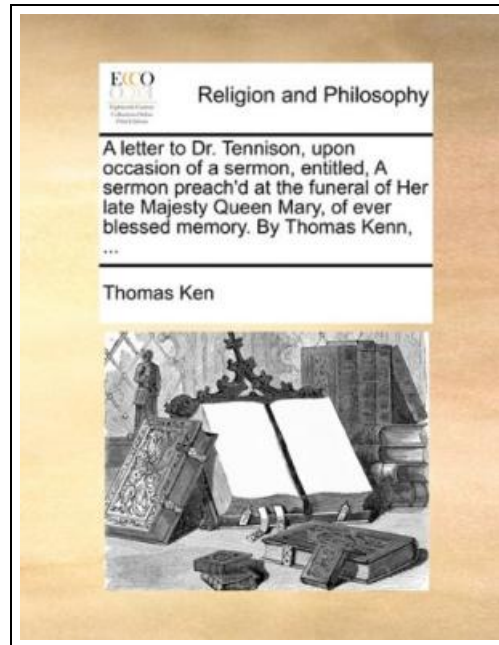 ECCO
Religion and Philosophy
A letter to Dr. Tennison, upon
occasion of a sermon, entitled, A
sermon preach'd at the funeral of Her
late Majesty Queen Mary, of ever
blessed memory. By Thomas Kenn,
...
Thomas Ken